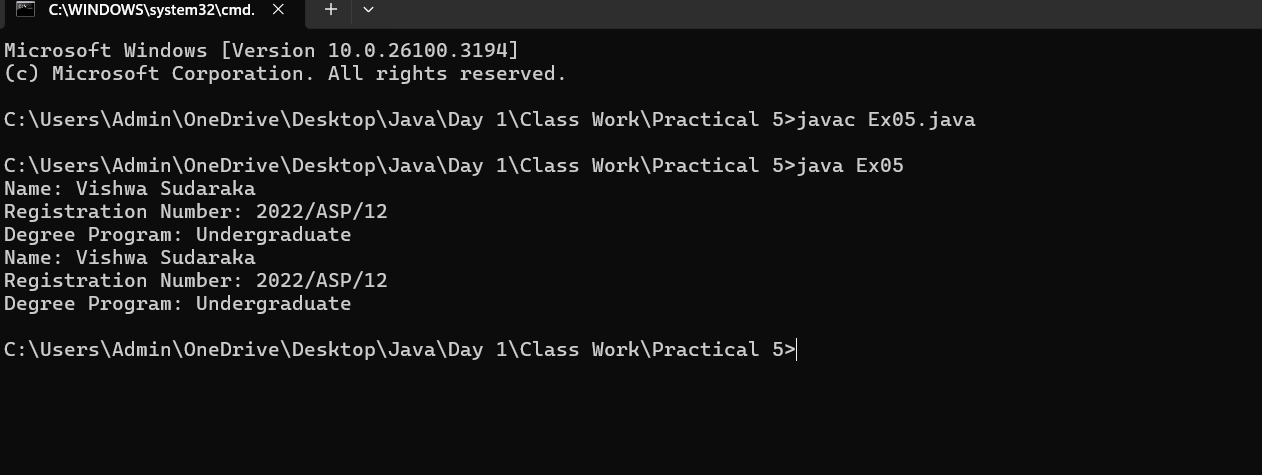 C:\WINDOWS\system32\cmd.
Microsoft Windows [Version 10.0.26100.3194]
(c) Microsoft Corporation. All rights reserved.
C:\Users\Admin\OneDrive\Desktop\Java\Day 1\Class Work\Practical 5>javac Ex05.java
C:\Users\Admin\OneDrive\Desktop\Java\Day 1\Class Work\Practical 5>java Ex05
Name: Vishwa Sudaraka
Registration Number: 2022/ASP/12
Degree Program: Undergraduate
Name: Vishwa Sudaraka
Registration Number: 2022/ASP/12
Degree Program: Undergraduate
C:\Users\Admin\OneDrive\Desktop\Java\Day 1\Class Work\Practical 5>